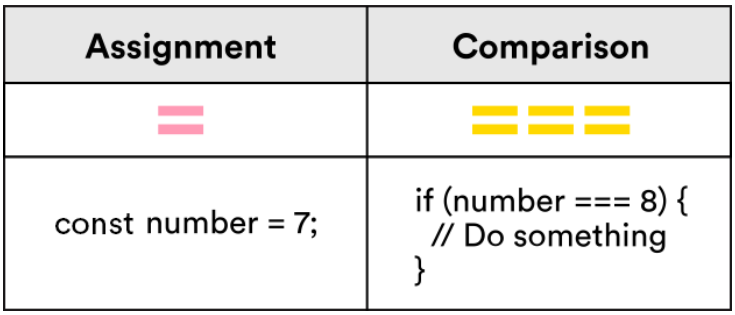 Assignment
Comparison
=
===
const number = 7;
if (number === 8) {
// Do something
}